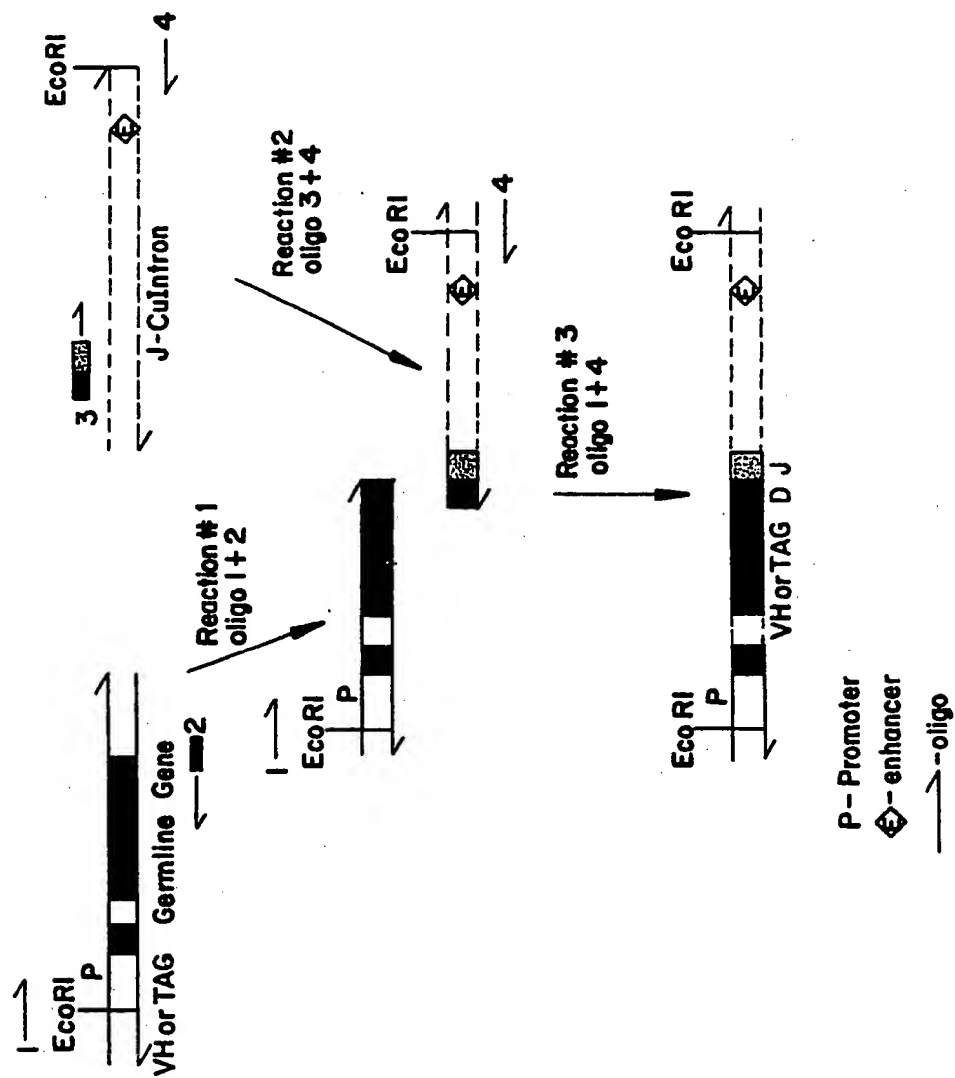 1
EcoRI
P
VH or TAG Germline Gene
2
3
J-CuIntron
E
EcoRI
4
Reaction #1
oligo 1+2
Reaction #2
oligo 3+4
1
EcoRI
P
E
EcoRI
4
Reaction #3
oligo 1+4
EcoRI
P
VH or TAG D J
E
EcoRI
P-Promoter
E-enhancer
-oligo